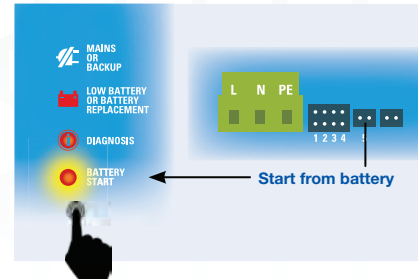 MAINS
OR
BACKUP
LOW BATTERY
OR BATTERY
REPLACEMENT
DIAGNOSIS
BATTERY
START
L N PE
1 2 3 4 5
Start from battery